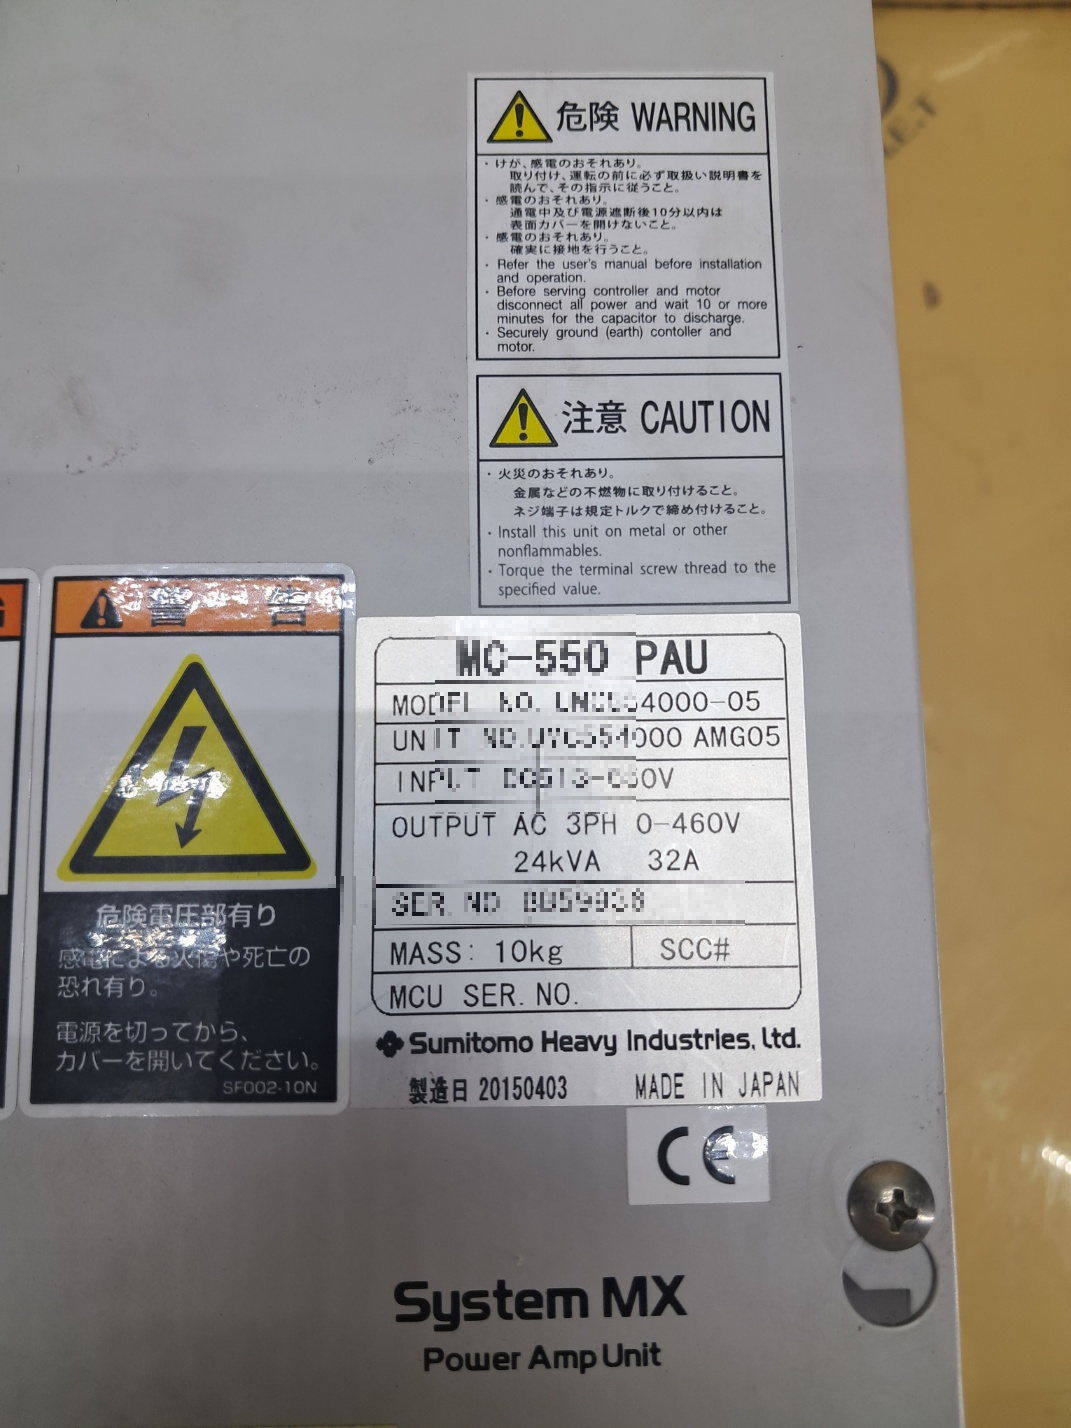 危険 WARNING
・けが、感電のおそれあり。
取り付け、運転の前に必ず取扱い説明書を
読んで、その指示に従うこと。
・感電のおそれあり。
通電中及び電源遮断後10分以内は
表面カバーを開けないこと。
・感電のおそれあり。
確実に接地を行うこと。
・Refer the user's manual before installation
and operation.
・Before serving controller and motor
disconnect all power and wait 10 or more
minutes for the capacitor to discharge.
・Securely ground (earth) contoller and
motor.
注意 CAUTION
・火災のおそれあり。
金属などの不燃物に取り付けること。
ネジ端子は規定トルクで締め付けること。
・Install this unit on metal or other
nonflammables.
・Torque the terminal screw thread to the
specified value.
G
警告
危険電圧部有り
感電による火傷や死亡の
恐れ有り。
電源を切ってから、
カバーを開いてください。
SF002-10N
MC-550 PAU
MODEL NO.
UNIT NO. AMG05
INPUT
OUTPUT AC 3PH 0-460V
24kVA 32A
SER. NO.
MASS: 10kg SCC#
MCU SER. NO.
Sumitomo Heavy Industries, Ltd.
製造日 20150403 MADE IN JAPAN
CE
System MX
Power Amp Unit